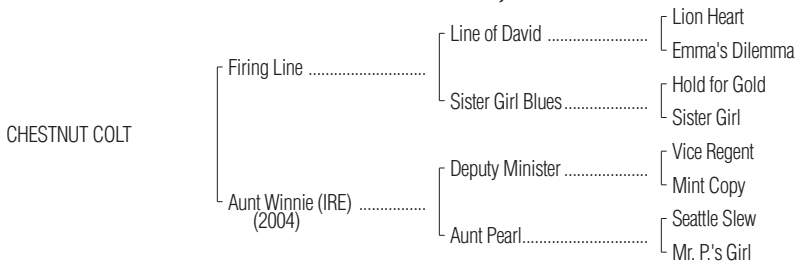 Lion Heart
Line of David ........................
Emma's Dilemma
Firing Line ............................
Hold for Gold
Sister Girl Blues....................
Sister Girl
CHESTNUT COLT
Vice Regent
Deputy Minister ....................
Mint Copy
Aunt Winnie (IRE) ................
(2004)
Seattle Slew
Aunt Pearl..............................
Mr. P.'s Girl